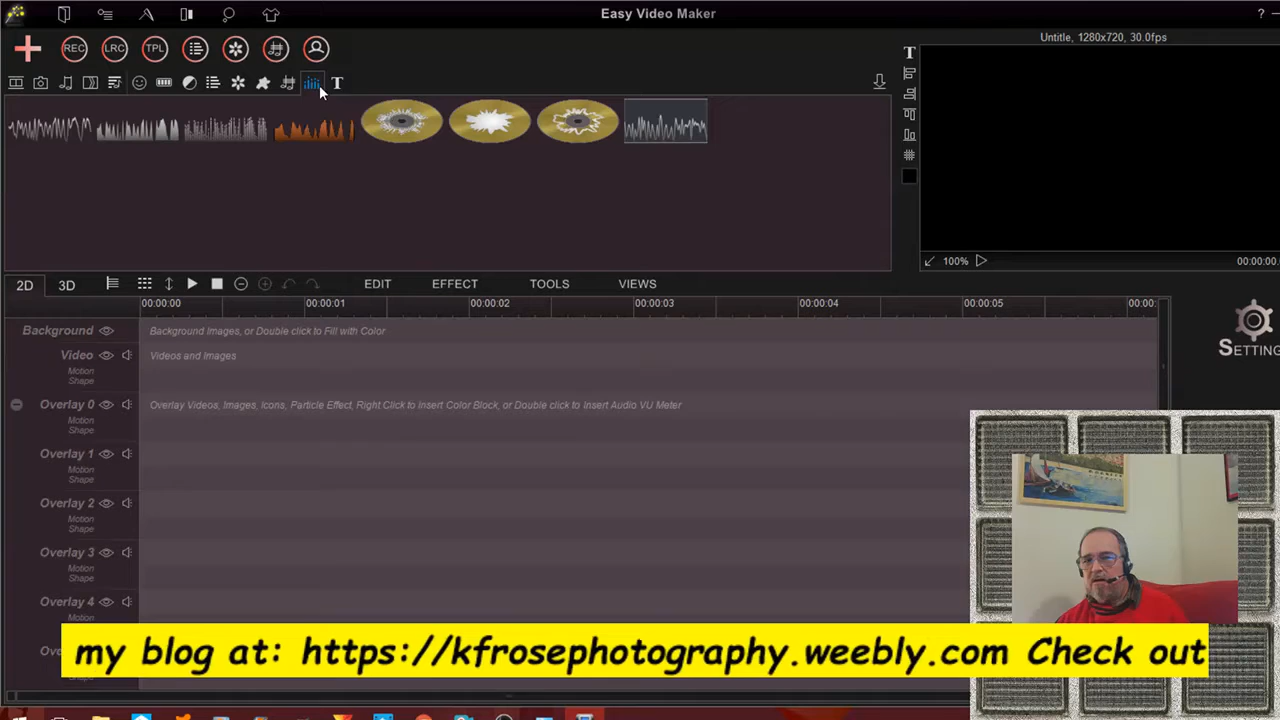 Easy Video Maker
?
REC
LRC
TPL
Untitle, 1280x720, 30.0fps
T
T
100%
00:00:00.
2D
3D
EDIT
EFFECT
TOOLS
VIEWS
00:00:00
00:00:01
00:00:02
00:00:03
00:00:04
00:00:05
00:00:
Background
Background Images, or Double click to Fill with Color
SETTING
Video
Videos and Images
Motion
Shape
Overlay 0
Overlay Videos, Images, Icons, Particle Effect, Right Click to Insert Color Block, or Double click to Insert Audio VU Meter
Motion
Shape
Overlay 1
Motion
Shape
Overlay 2
Motion
Shape
Overlay 3
Motion
Shape
Overlay 4
Motion
my blog at: photography.weebly.com Check out